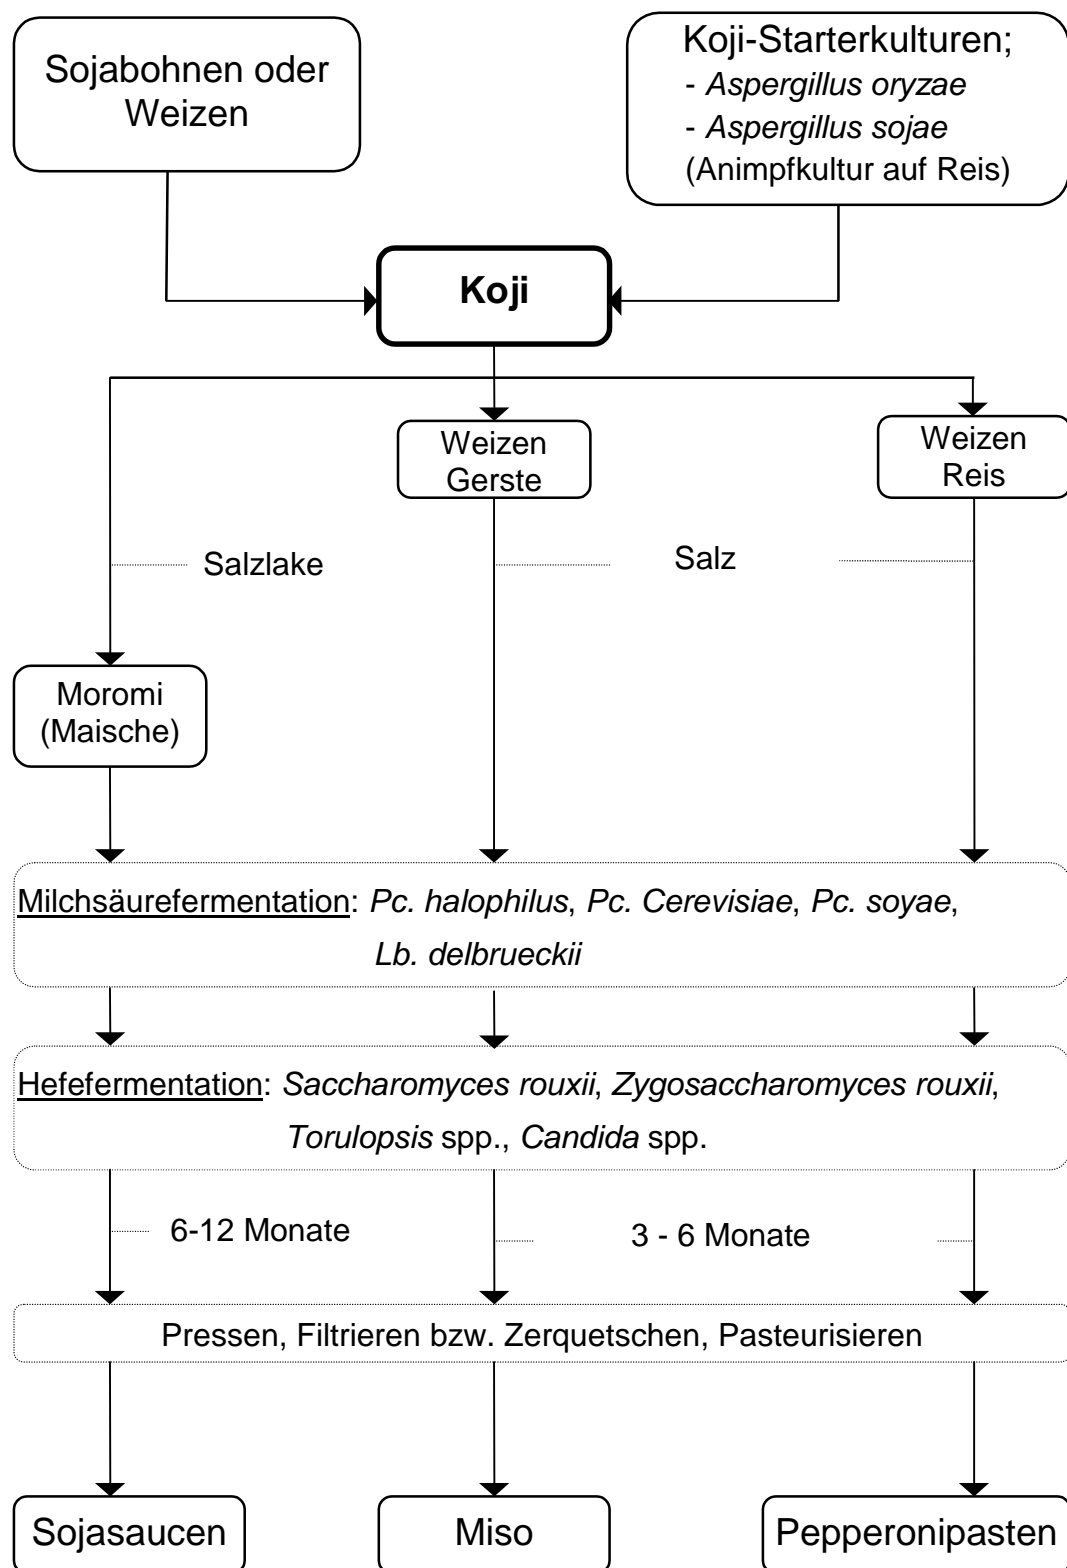 Sojabohnen oder
Weizen
Koji-Starterkulturen;
- Aspergillus oryzae
- Aspergillus sojae
(Animpfkultur auf Reis)
Koji
Weizen
Gerste
Weizen
Reis
Salzlake
Salz
Moromi
(Maische)
Milchsäurefermentation: Pc. halophilus, Pc. Cerevisiae, Pc. soyae,
Lb. delbrueckii
Hefefermentation: Saccharomyces rouxii, Zygosaccharomyces rouxii,
Torulopsis spp., Candida spp.
6-12 Monate
3 - 6 Monate
Pressen, Filtrieren bzw. Zerquetschen, Pasteurisieren
Sojasaucen
Miso
Pepperonipasten